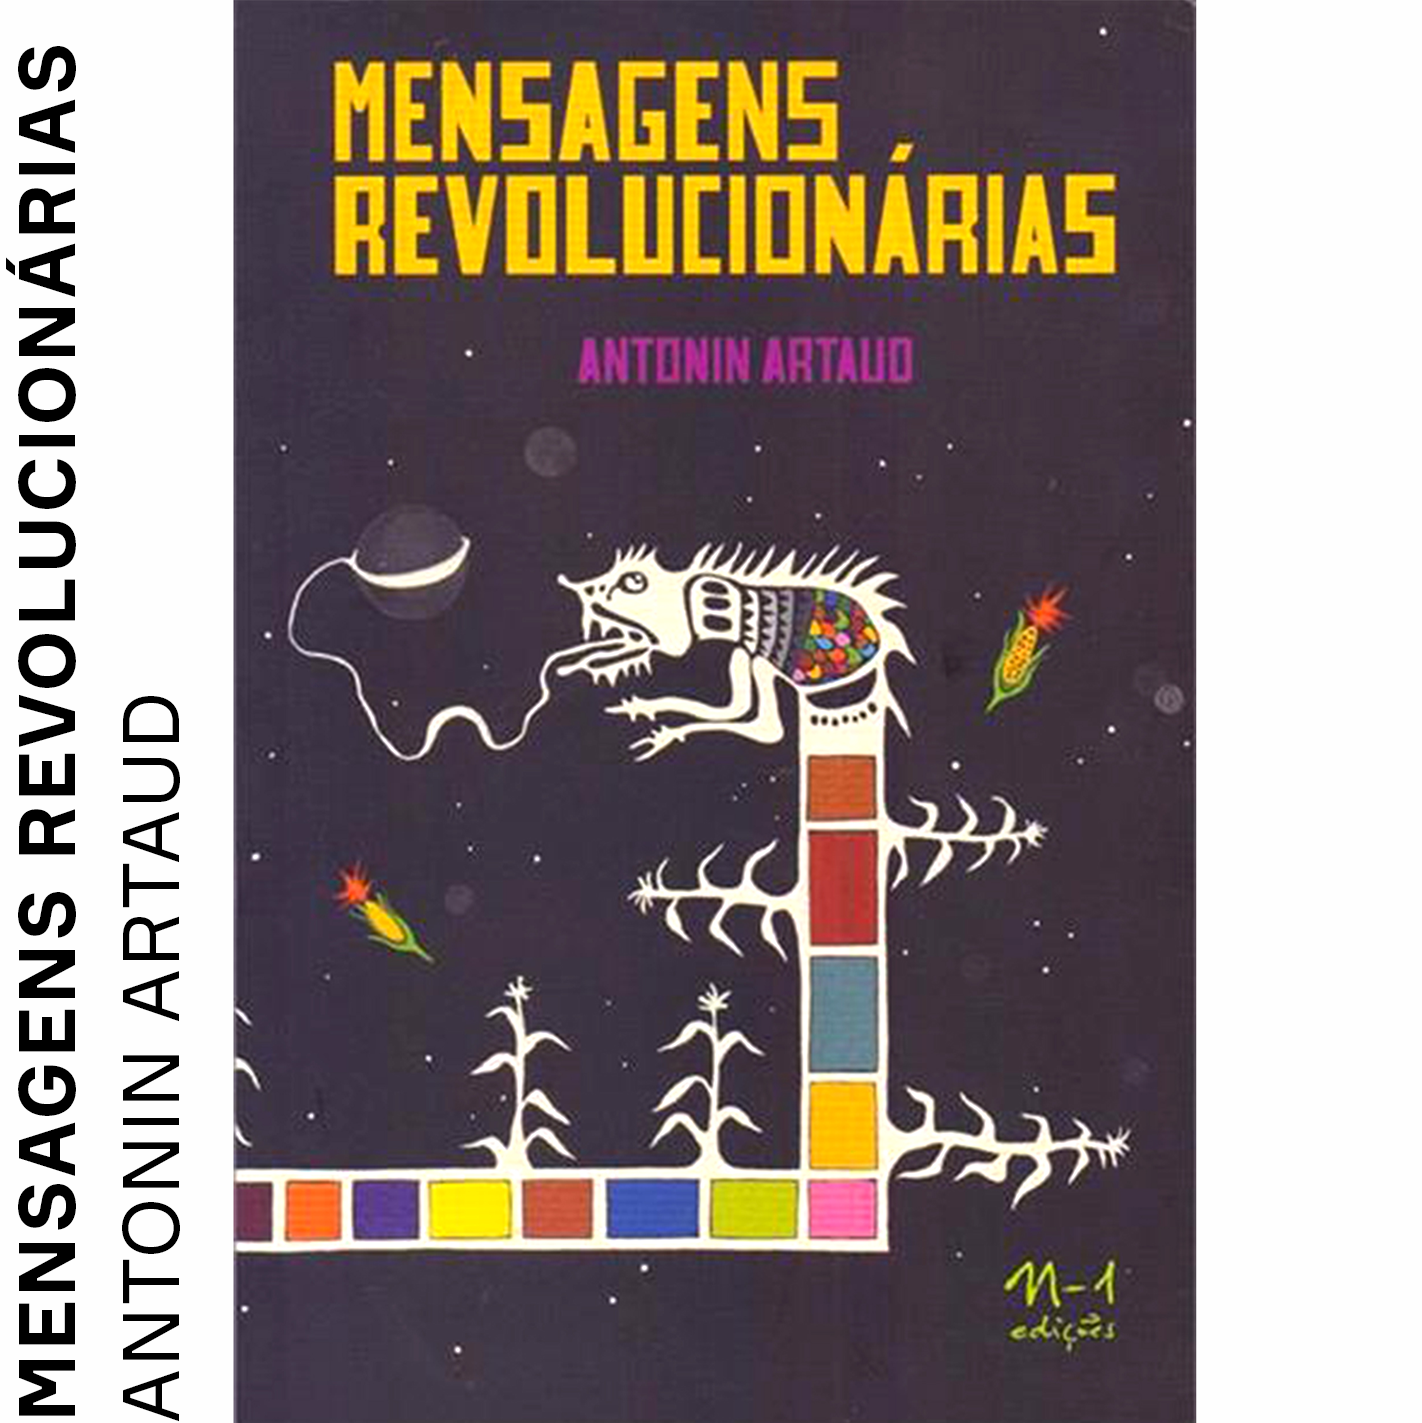 MENSAGENS REVOLUCIONÁRIAS
ANTONIN ARTAUD
MENSAGENS
REVOLUCIONÁRIAS
ANTONIN ARTAUD
N-1
edições